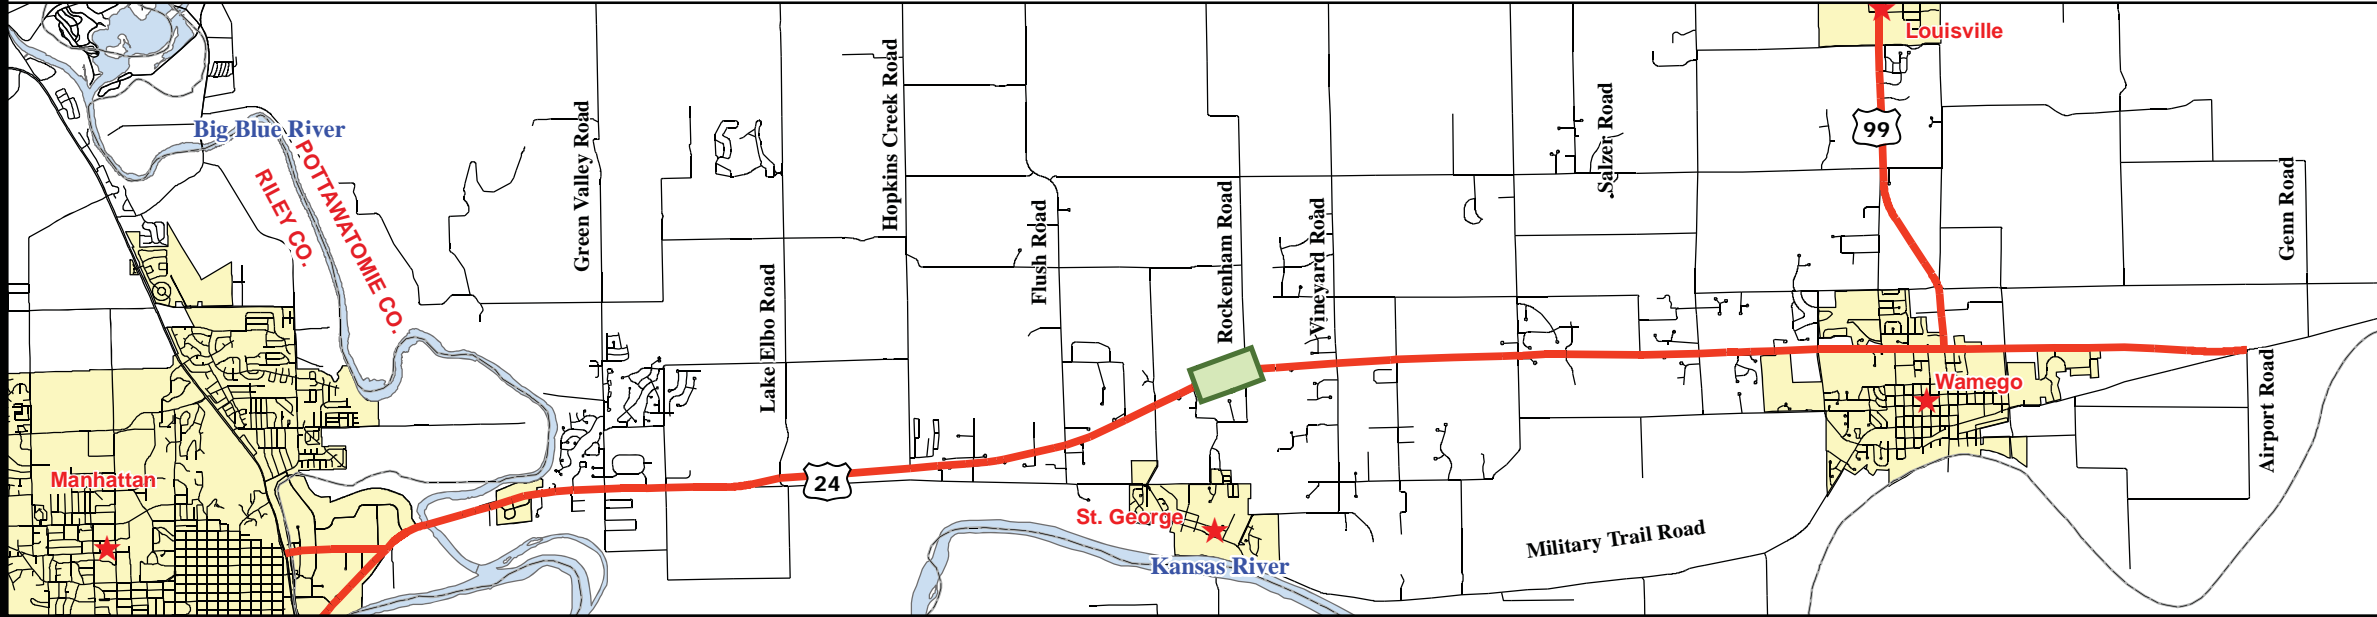 Louisville
99
Big Blue River
POTTAWATOMIE CO.
RILEY CO.
Green Valley Road
Hopkins Creek Road
Salzer Road
Genn Road
Lake Elbo Road
Flush Road
Rockenham Road
Vineyard Road
Wamego
Airport Road
Manhattan
24
St. George
Military Trail Road
Kansas River